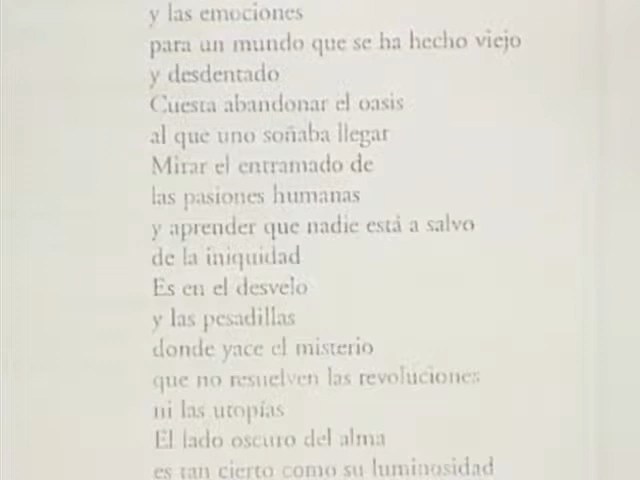 y las emociones
para un mundo que se ha hecho viejo
y desdentado
Cuesta abandonar el oasis
al que uno soñaba llegar
Mirar el entramado de
las pasiones humanas
y aprender que nadie está a salvo
de la iniquidad
Es en el desvelo
y las pesadillas
donde yace el misterio
que no resuelven las revoluciones
ni las utopías
El lado oscuro del alma
es tan cierto como su luminosidad